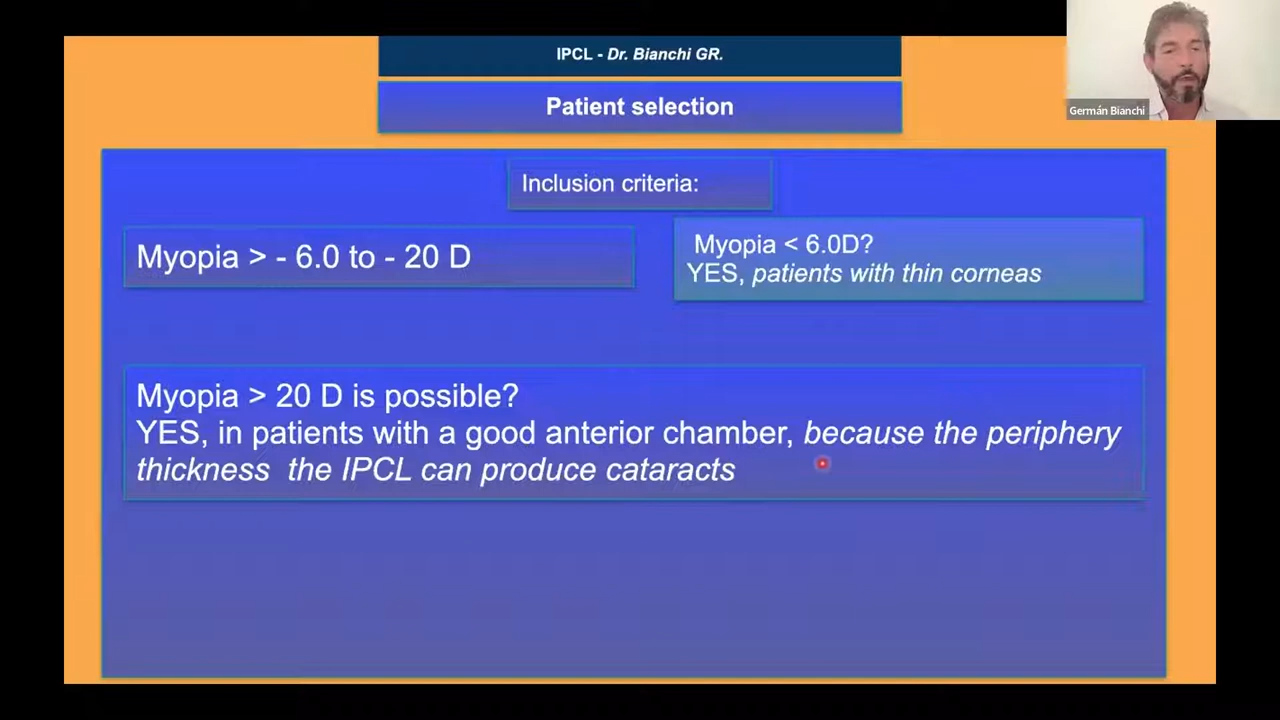 IPCL - Dr. Bianchi GR.
Patient selection
Germán Bianchi
Inclusion criteria:
Myopia > - 6.0 to - 20 D
Myopia < 6.0D?
YES, patients with thin corneas
Myopia > 20 D is possible?
YES, in patients with a good anterior chamber, because the periphery
thickness the IPCL can produce cataracts